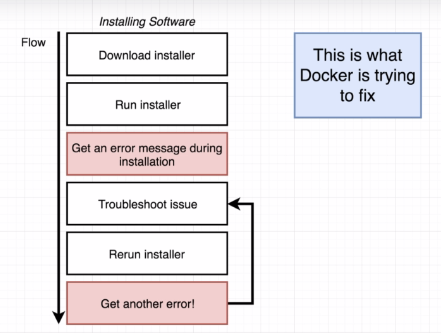 Installing Software
Flow
Download installer
This is what
Docker is trying
to fix
Run installer
Get an error message during
installation
Troubleshoot issue
Rerun installer
Get another error!